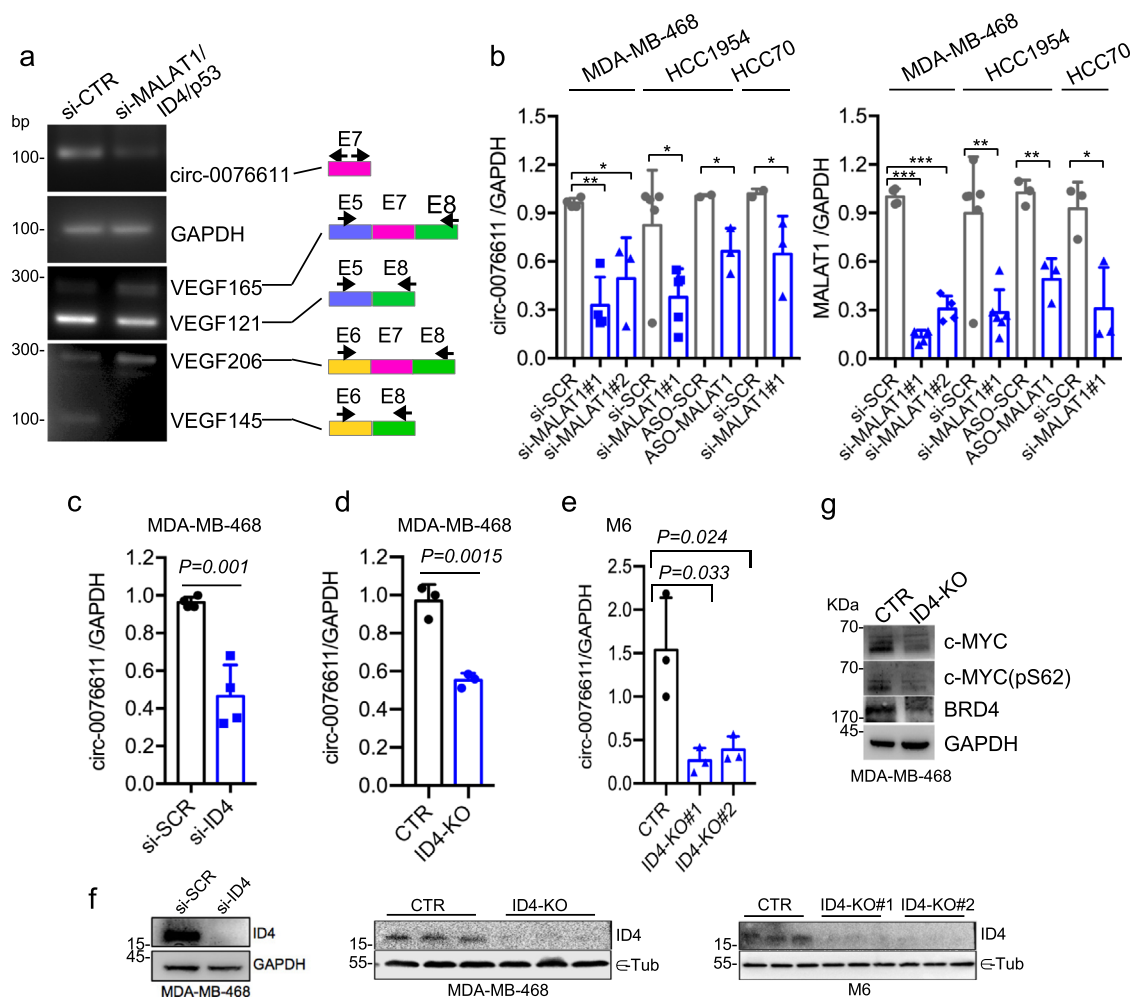 a
si-CTR
si-MALAT1/
ID4/p53
bp
100-
circ-0076611
E7
100-
GAPDH
E5 E7 E8
300-
VEGF165
E5 E8
VEGF121
300-
VEGF206
E6 E7 E8
100-
VEGF145
E6 E8
b
MDA-MB-468
HCC1954
HCC70
circ-0076611 /GAPDH
1.5
1.2
0.9
0.6
0.3
0.0
* ** * * *
si-SCR
si-MALAT1#1
si-MALAT1#2
si-SCR
si-MALAT1#1
ASO-SCR
ASO-MALAT1
si-SCR
si-MALAT1#1
MDA-MB-468
HCC1954
HCC70
MALAT1 /GAPDH
1.5
1.2
0.9
0.6
0.3
0.0
*** *** ** ** *
si-SCR
si-MALAT1#1
si-MALAT1#2
si-SCR
si-MALAT1#1
ASO-SCR
ASO-MALAT1
si-SCR
si-MALAT1#1
c
MDA-MB-468
P=0.001
circ-0076611 /GAPDH
1.2
1.0
0.8
0.6
0.4
0.2
0.0
si-SCR
si-ID4
d
MDA-MB-468
P=0.0015
circ-0076611/GAPDH
1.2
1.0
0.8
0.6
0.4
0.2
0.0
CTR
ID4-KO
e
M6
P=0.024
P=0.033
circ-0076611/GAPDH
2.5
2.0
1.5
1.0
0.5
0.0
CTR
ID4-KO#1
ID4-KO#2
g
CTR
ID4-KO
KDa
70-
c-MYC
70-
c-MYC(pS62)
BRD4
170-
45-
GAPDH
MDA-MB-468
f
si-SCR
si-ID4
ID4
15-
45-
GAPDH
MDA-MB-468
CTR ID4-KO
ID4
15-
55-
∈-Tub
MDA-MB-468
CTR ID4-KO#1 ID4-KO#2
ID4
15-
55-
∈-Tub
M6